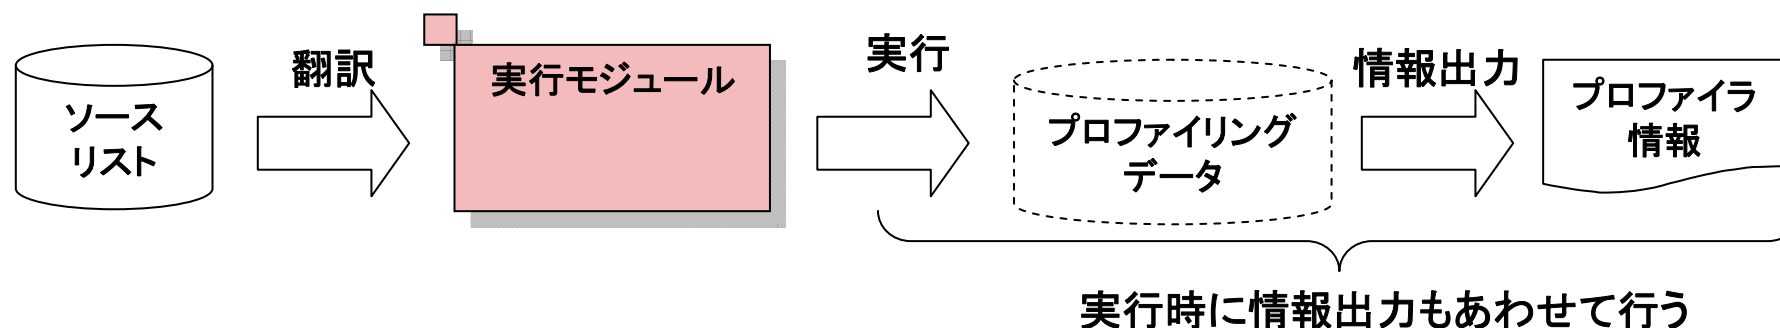 ソース
リスト
翻訳
実行モジュール
実行
プロファイリング
データ
情報出力
プロファイラ
情報
実行時に情報出力もあわせて行う